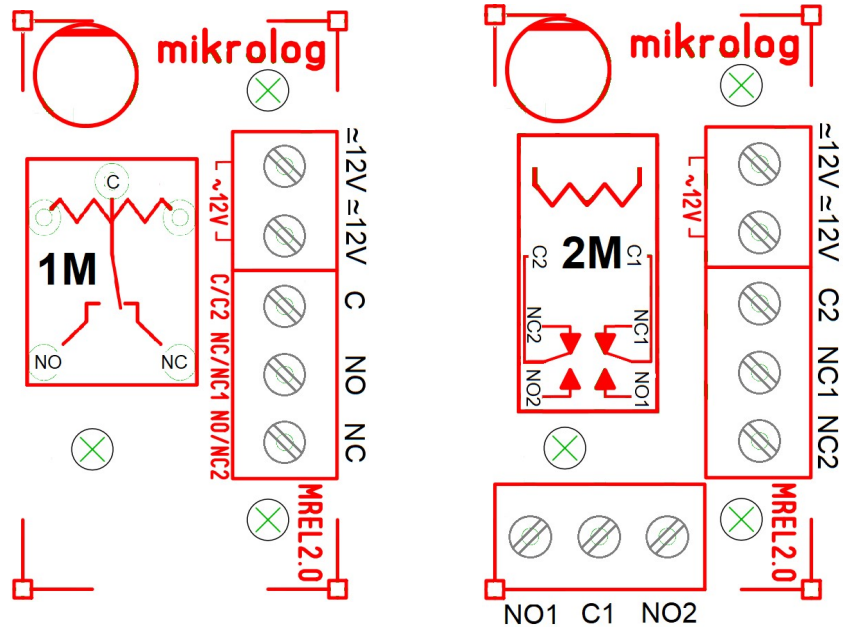 mikrolog
≃12V
≃12V
~12V
C
1M
NO
NC
C/C2
NC/NC1
NO/NC2
C
NO
NC
MREL2.0
mikrolog
≃12V
≃12V
~12V
C2
2M
C1
NC2
NC1
NO2
NO1
C2
NC1
NC2
MREL2.0
NO1 C1 NO2